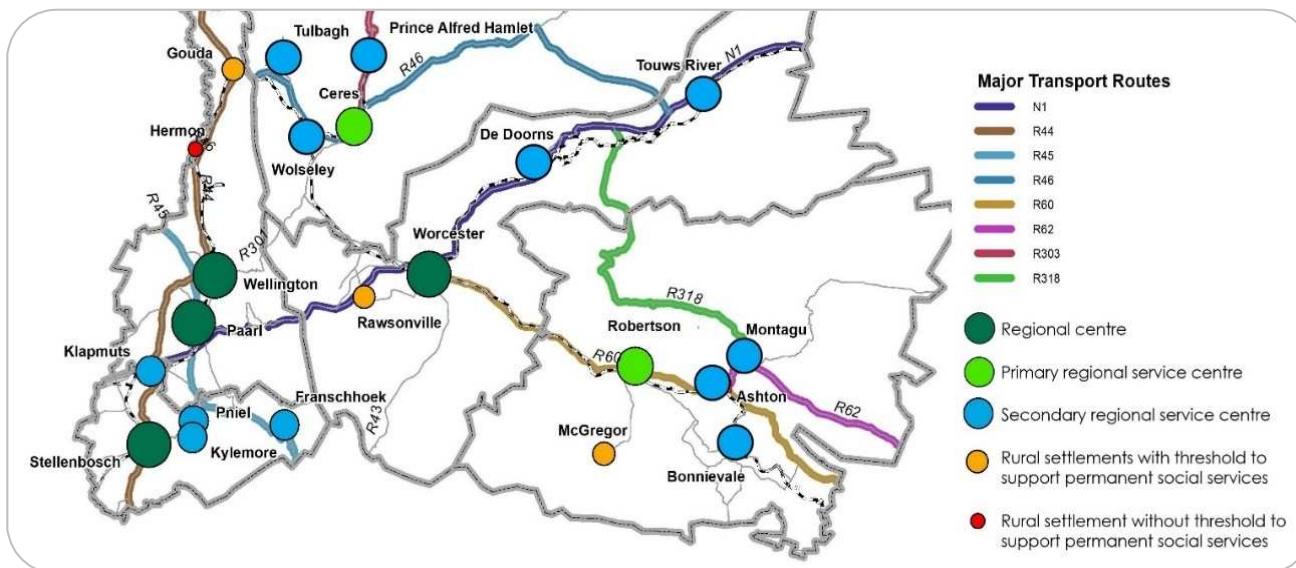 Tulbagh
Prince Alfred Hamlet
Gouda
R46
Touws River
N1
Ceres
Hermon
De Doorns
Wolseley
R44
R45
R301
Worcester
Wellington
Rawsonville
R318
Paarl
Robertson
Montagu
Klapmuts
R60
Ashton
Franschhoek
R43
R62
Pniel
McGregor
Kylemore
Stellenbosch
Bonnievale
Major Transport Routes
N1
R44
R45
R46
R60
R62
R303
R318
Regional centre
Primary regional service centre
Secondary regional service centre
Rural settlements with threshold to
support permanent social services
Rural settlement without threshold to
support permanent social services